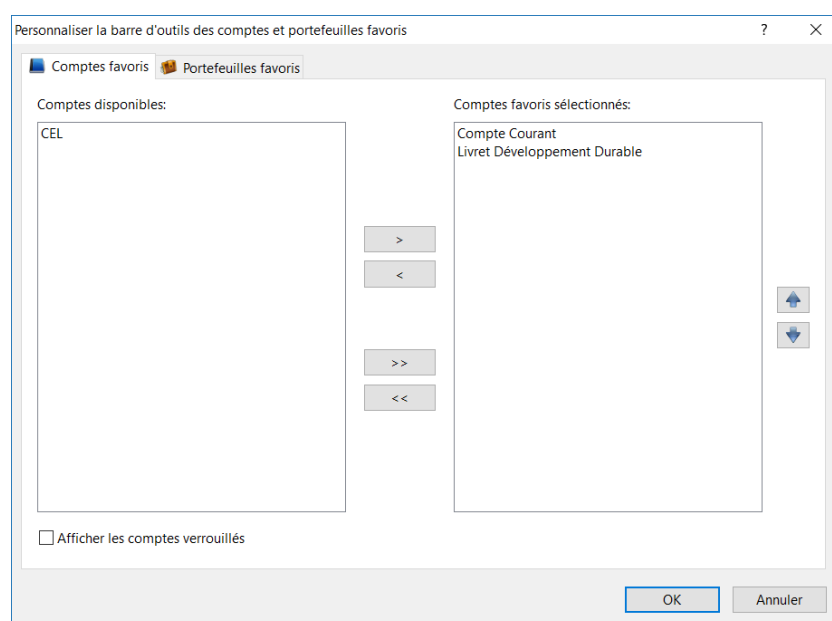 Personnaliser la barre d'outils des comptes et portefeuilles favoris
?
Comptes favoris
Portefeuilles favoris
Comptes disponibles:
Comptes favoris sélectionnés:
CEL
Compte Courant
Livret Développement Durable
>
<
>>
<<
Afficher les comptes verrouillés
OK
Annuler